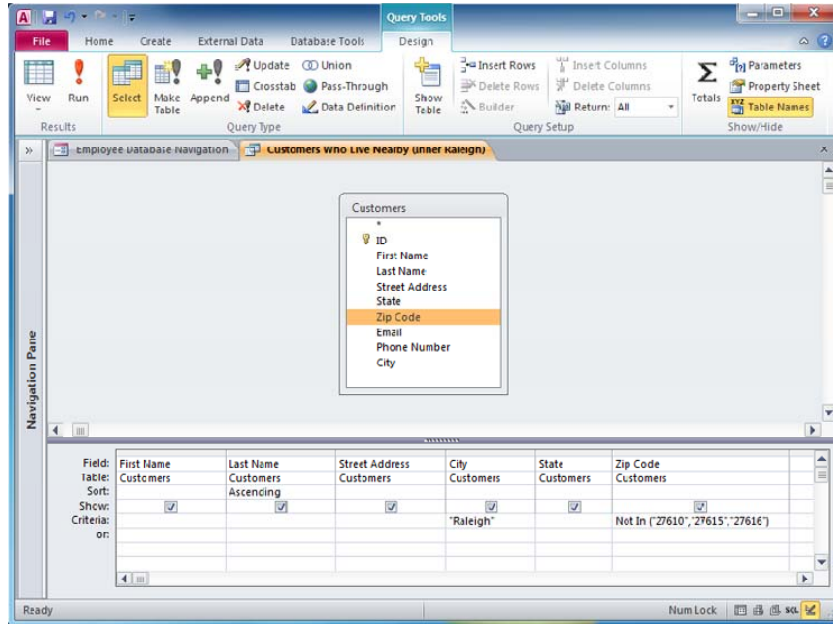 Query Tools
File Home Create External Data Database Tools Design
View Run Select Make Table Append Update Crosstab Delete Union Pass-Through Data Definition Show Table Insert Rows Delete Rows Builder Insert Columns Delete Columns Return: All Totals Parameters Property Sheet Table Names
Results Query Type Query Setup Show/Hide
Employee Database Navigation Customers Who Live Nearby (Inner Raleigh)
Navigation Pane
Customers
*
ID
First Name
Last Name
Street Address
State
Zip Code
Email
Phone Number
City
Field: First Name Last Name Street Address City State Zip Code
Table: Customers Customers Customers Customers Customers Customers
Sort: Ascending
Show:
Criteria: "Raleigh" Not In ("27610","27615","27616")
or:
Ready Num Lock SQL